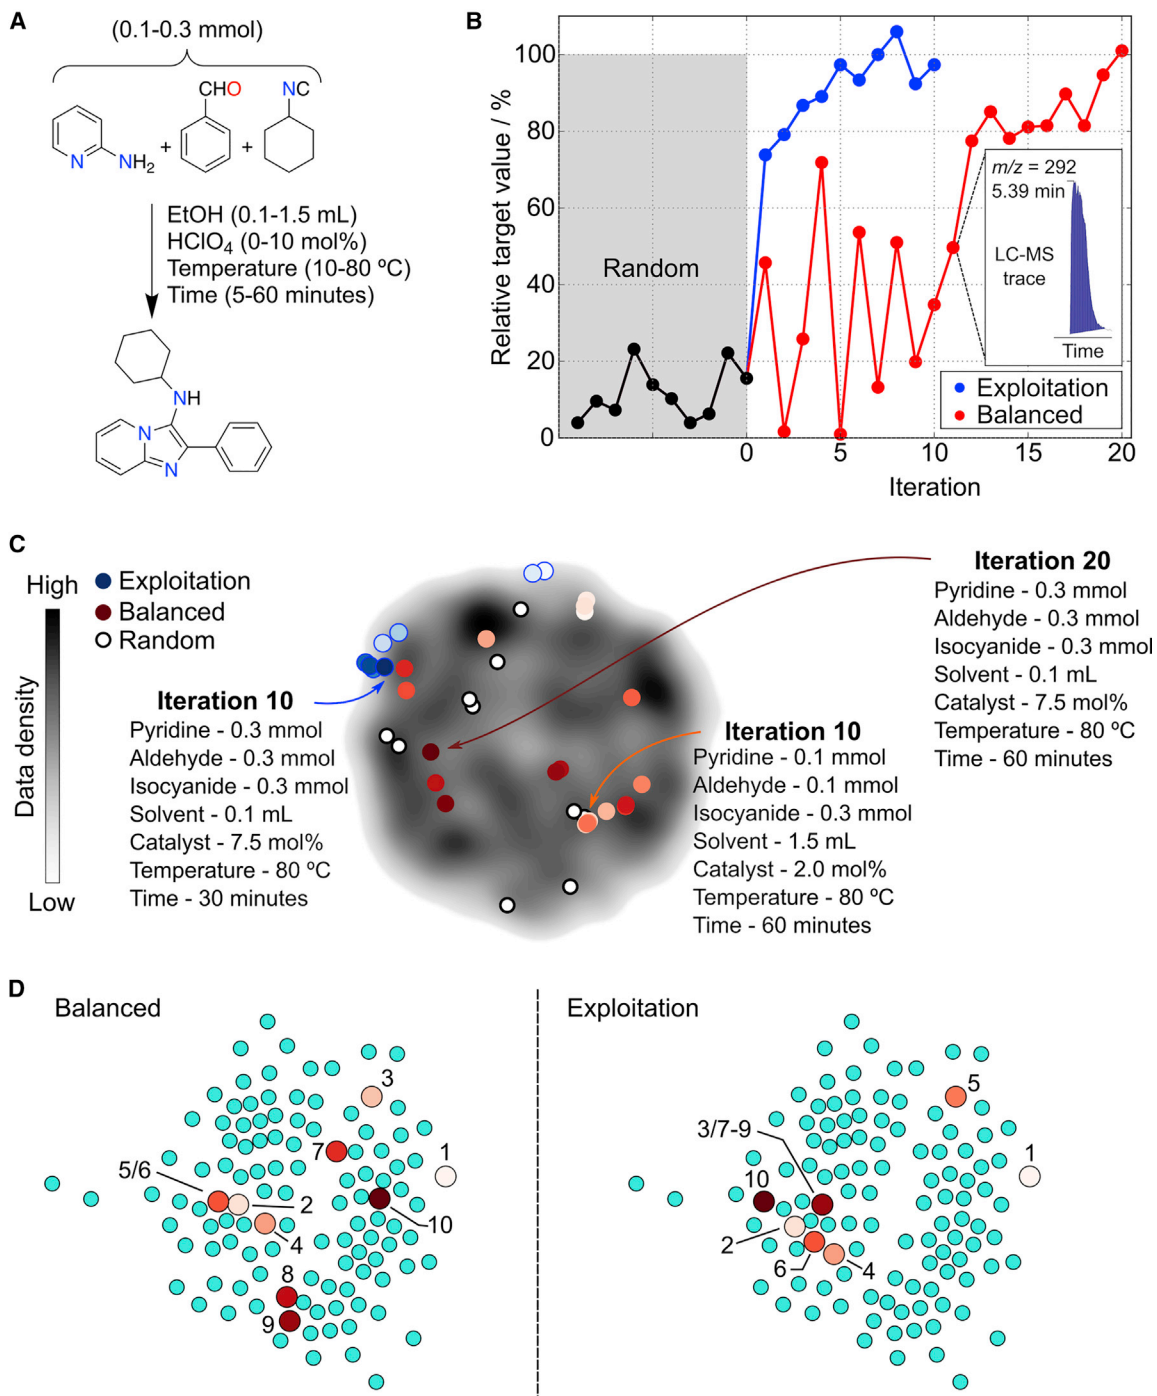 A
(0.1-0.3 mmol)
CHO
NC
N
NH2
+
+
EtOH (0.1-1.5 mL)
HClO4 (0-10 mol%)
Temperature (10-80 ºC)
Time (5-60 minutes)
NH
N
N
B
Relative target value / %
100
80
60
40
20
0
Random
m/z = 292
5.39 min
LC-MS
trace
Time
Exploitation
Balanced
0
5
10
15
20
Iteration
C
High
Data density
Low
Exploitation
Balanced
Random
Iteration 10
Pyridine - 0.3 mmol
Aldehyde - 0.3 mmol
Isocyanide - 0.3 mmol
Solvent - 0.1 mL
Catalyst - 7.5 mol%
Temperature - 80 ºC
Time - 30 minutes
Iteration 10
Pyridine - 0.1 mmol
Aldehyde - 0.1 mmol
Isocyanide - 0.3 mmol
Solvent - 1.5 mL
Catalyst - 2.0 mol%
Temperature - 80 ºC
Time - 60 minutes
Iteration 20
Pyridine - 0.3 mmol
Aldehyde - 0.3 mmol
Isocyanide - 0.3 mmol
Solvent - 0.1 mL
Catalyst - 7.5 mol%
Temperature - 80 ºC
Time - 60 minutes
D
Balanced
3
7
1
5/6
2
10
4
8
9
Exploitation
5
3/7-9
1
10
2
6
4